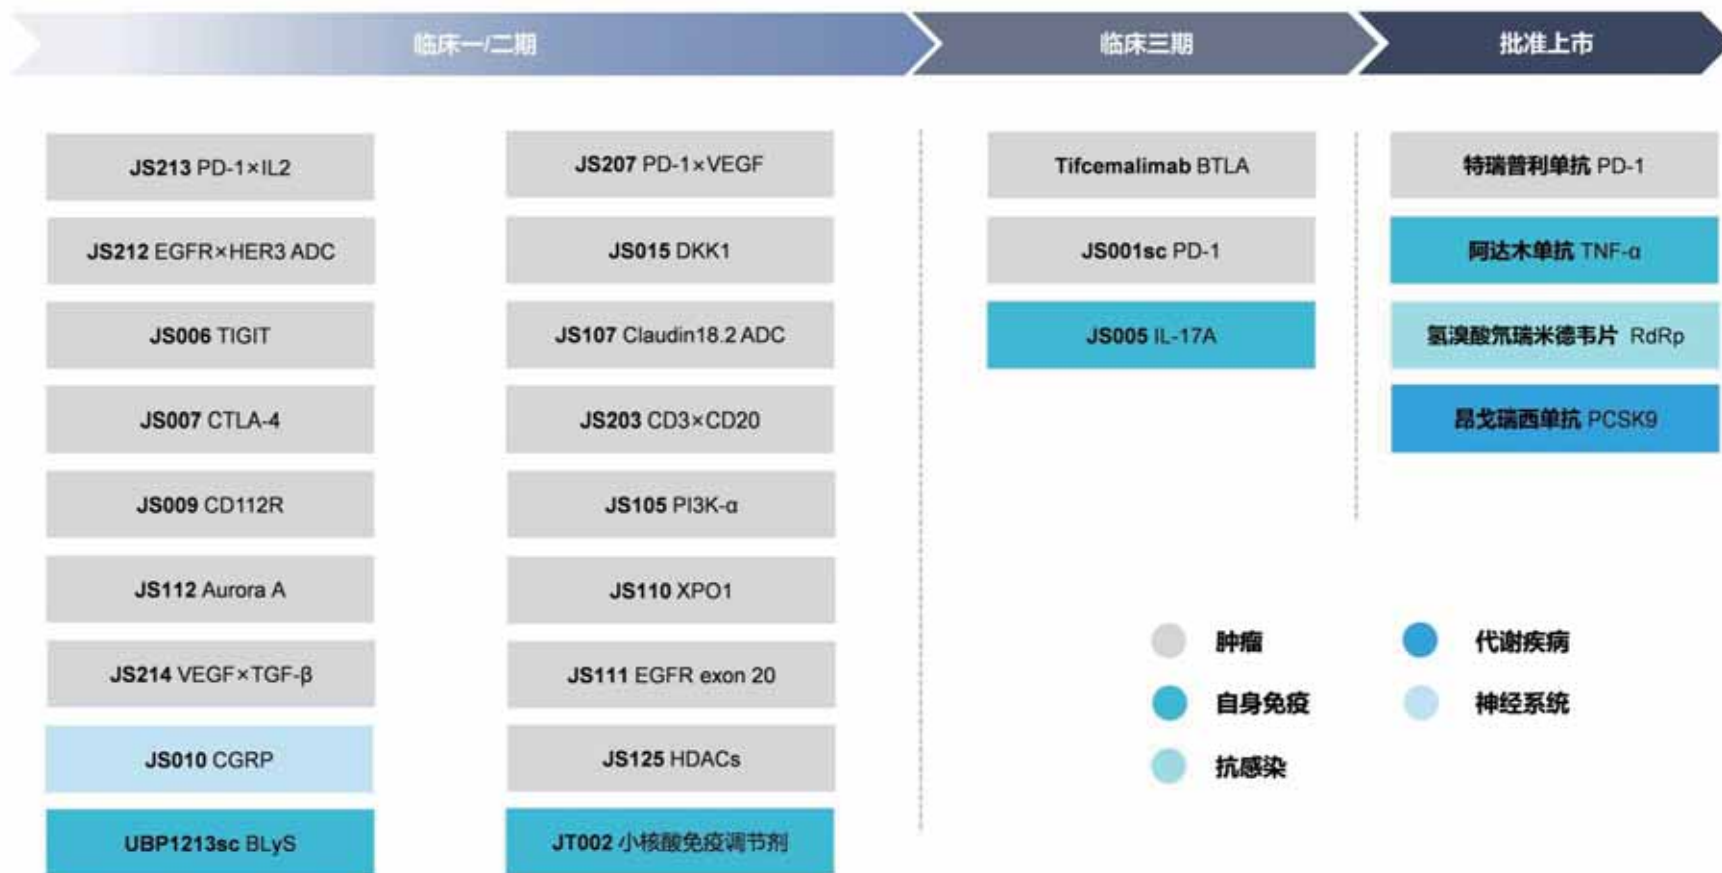 临床一/二期
临床三期
批准上市
JS213 PD-1×IL2
JS207 PD-1×VEGF
Tifcemalimab BTLA
特瑞普利单抗 PD-1
JS212 EGFR×HER3 ADC
JS015 DKK1
JS001sc PD-1
阿达木单抗 TNF-α
JS006 TIGIT
JS107 Claudin18.2 ADC
JS005 IL-17A
氢溴酸氘瑞米德韦片 RdRp
JS007 CTLA-4
JS203 CD3×CD20
昂戈瑞西单抗 PCSK9
JS009 CD112R
JS105 PI3K-α
JS112 Aurora A
JS110 XPO1
JS214 VEGF×TGF-β
JS111 EGFR exon 20
JS010 CGRP
JS125 HDACs
UBP1213sc BLyS
JT002 小核酸免疫调节剂
肿瘤
代谢疾病
自身免疫
神经系统
抗感染